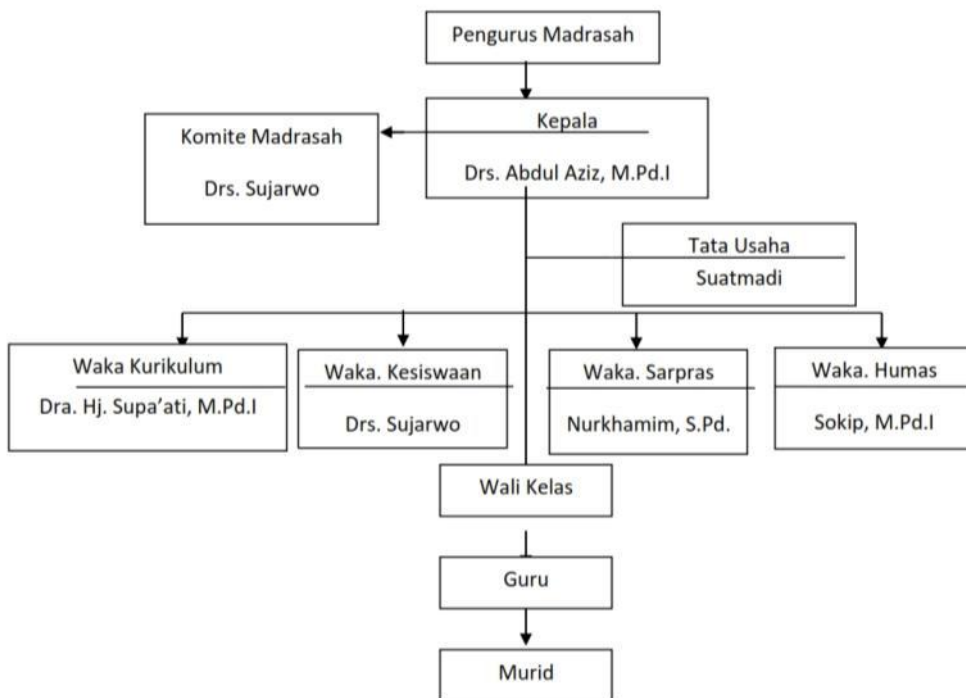 Pengurus Madrasah
Kepala
Drs. Abdul Aziz, M.Pd.I
Komite Madrasah
Drs. Sujarwo
Tata Usaha
Suatmadi
Waka Kurikulum
Dra. Hj. Supa’ati, M.Pd.I
Waka. Kesiswaan
Drs. Sujarwo
Waka. Sarpras
Nurkhamim, S.Pd.
Waka. Humas
Sokip, M.Pd.I
Wali Kelas
Guru
Murid